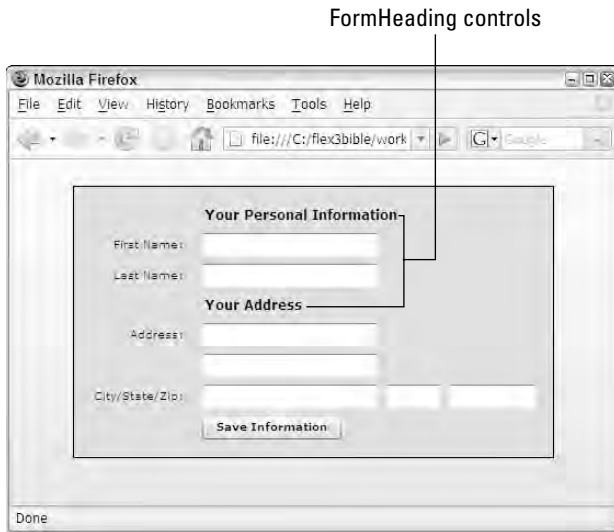 FormHeading controls
Mozilla Firefox
File Edit View History Bookmarks Tools Help
file:///C:/flex3bible/work
G Google
Your Personal Information
First Name:
Last Name:
Your Address
Address:
City/State/Zip:
Save Information
Done